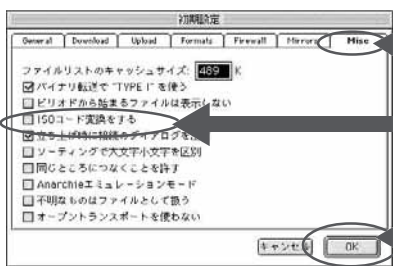 初期設定
General Download Upload Formats Firewall Mirrors Misc
ファイルリストのキャッシュサイズ: 489 K
バイナリ転送で "TYPE I" を使う
ピリオドから始まるファイルは表示しない
ISOコード変換をする
立ち上げ時に接続のダイアログを
ソーティングで大文字小文字を区別
同じところにつなぐことを許す
Anarchieエミュレーションモード
不明なものはファイルとして扱う
オープントランスポートを使わない
キャンセル OK